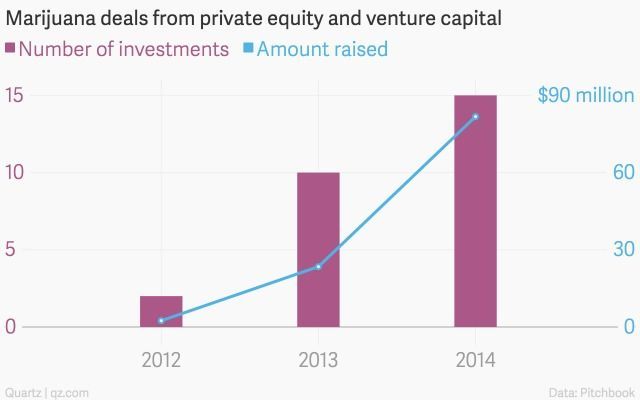 Marijuana deals from private equity and venture capital
Number of investments Amount raised
15 $90 million
10 60
5 30
0 0
2012 2013 2014
Quartz | qz.com Data: Pitchbook